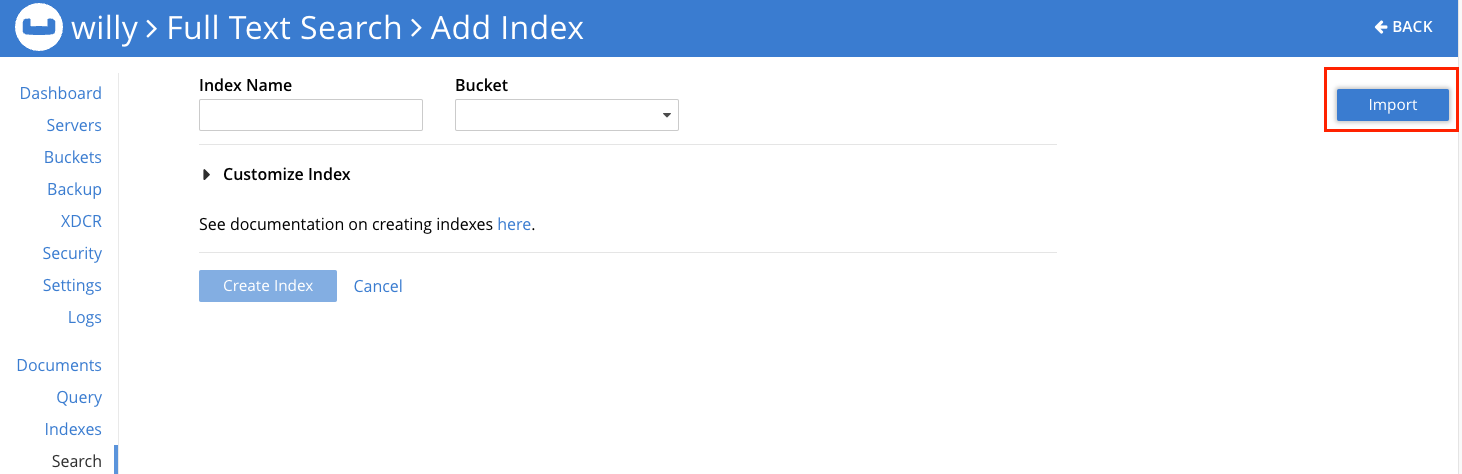 willy > Full Text Search > Add Index
BACK
Dashboard
Servers
Buckets
Backup
XDCR
Security
Settings
Logs
Documents
Query
Indexes
Search
Index Name
Bucket
Import
Customize Index
See documentation on creating indexes here.
Create Index
Cancel